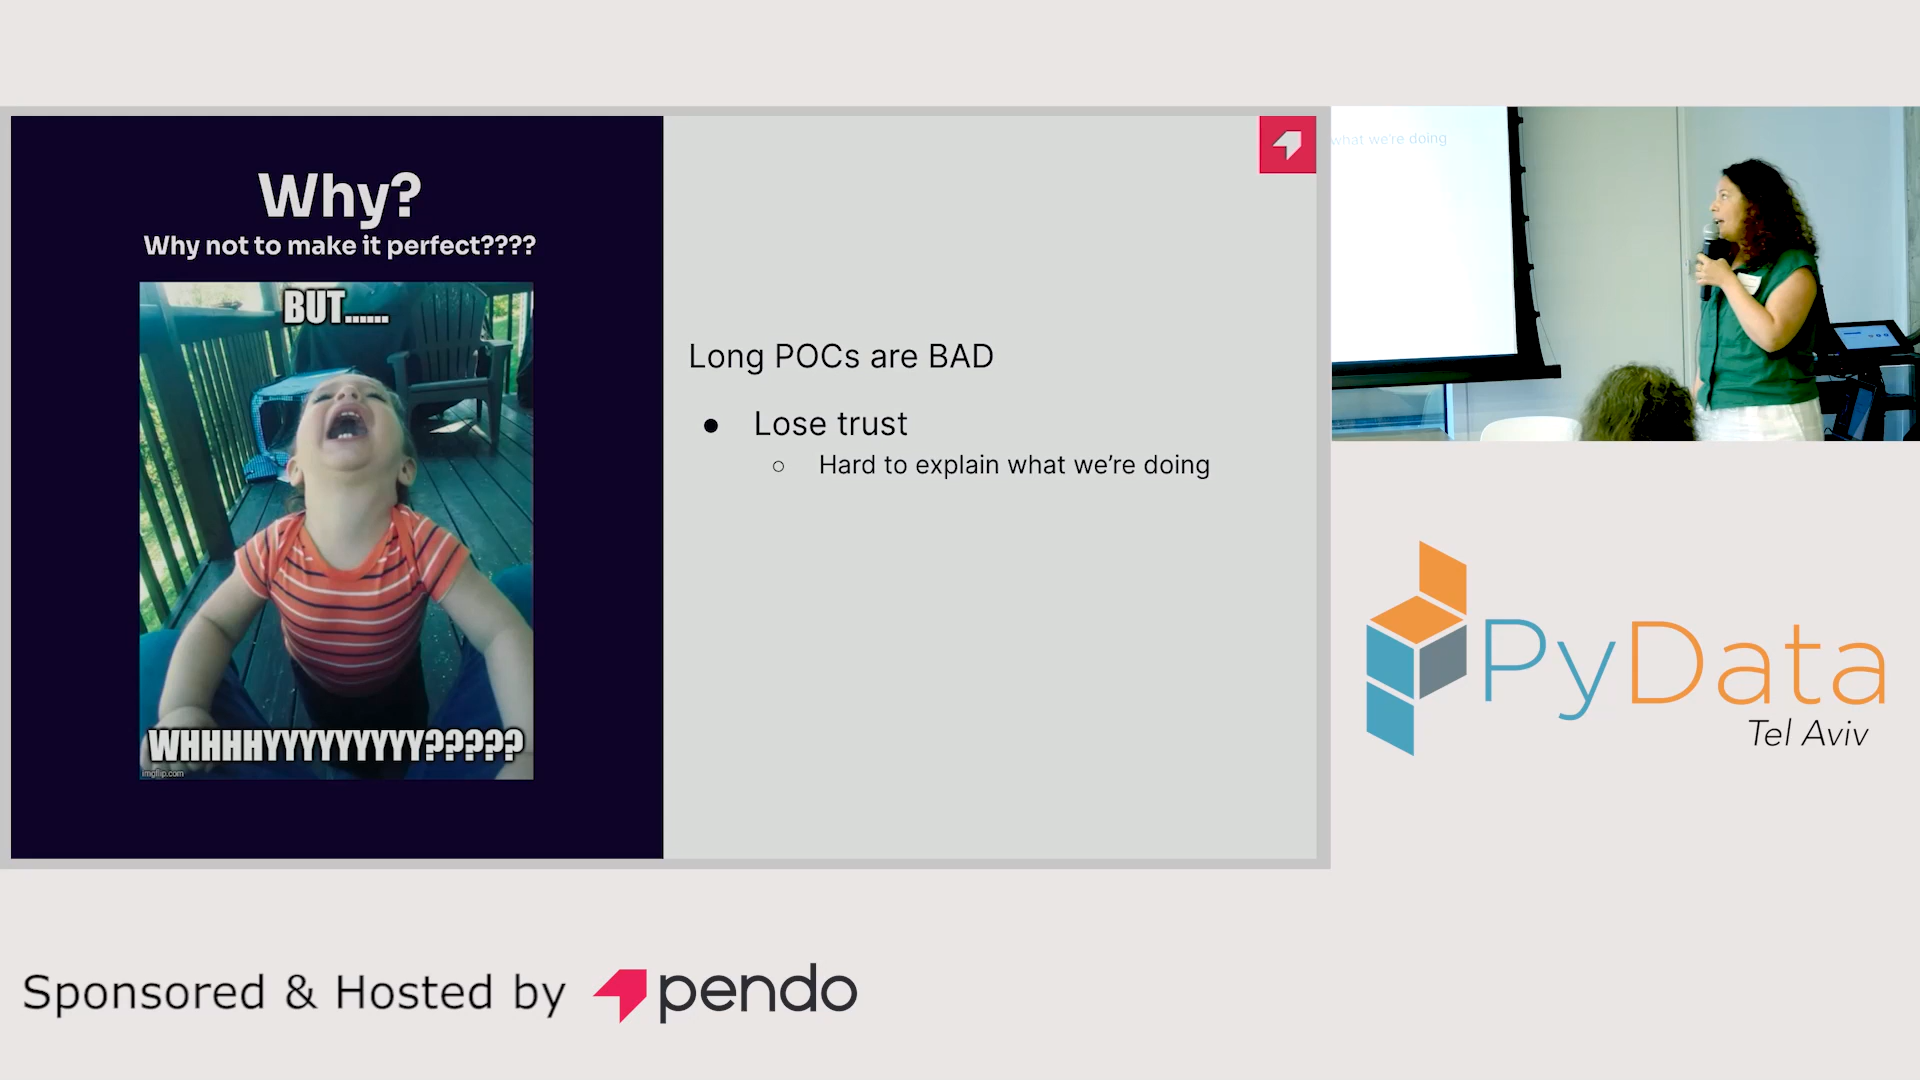 Why?
Why not to make it perfect????
BUT......
WHHHHYYYYYYYYY?????
imgflip.com
Long POCs are BAD
● Lose trust
○ Hard to explain what we're doing
what we're doing
PyData
Tel Aviv
Sponsored & Hosted by pendo